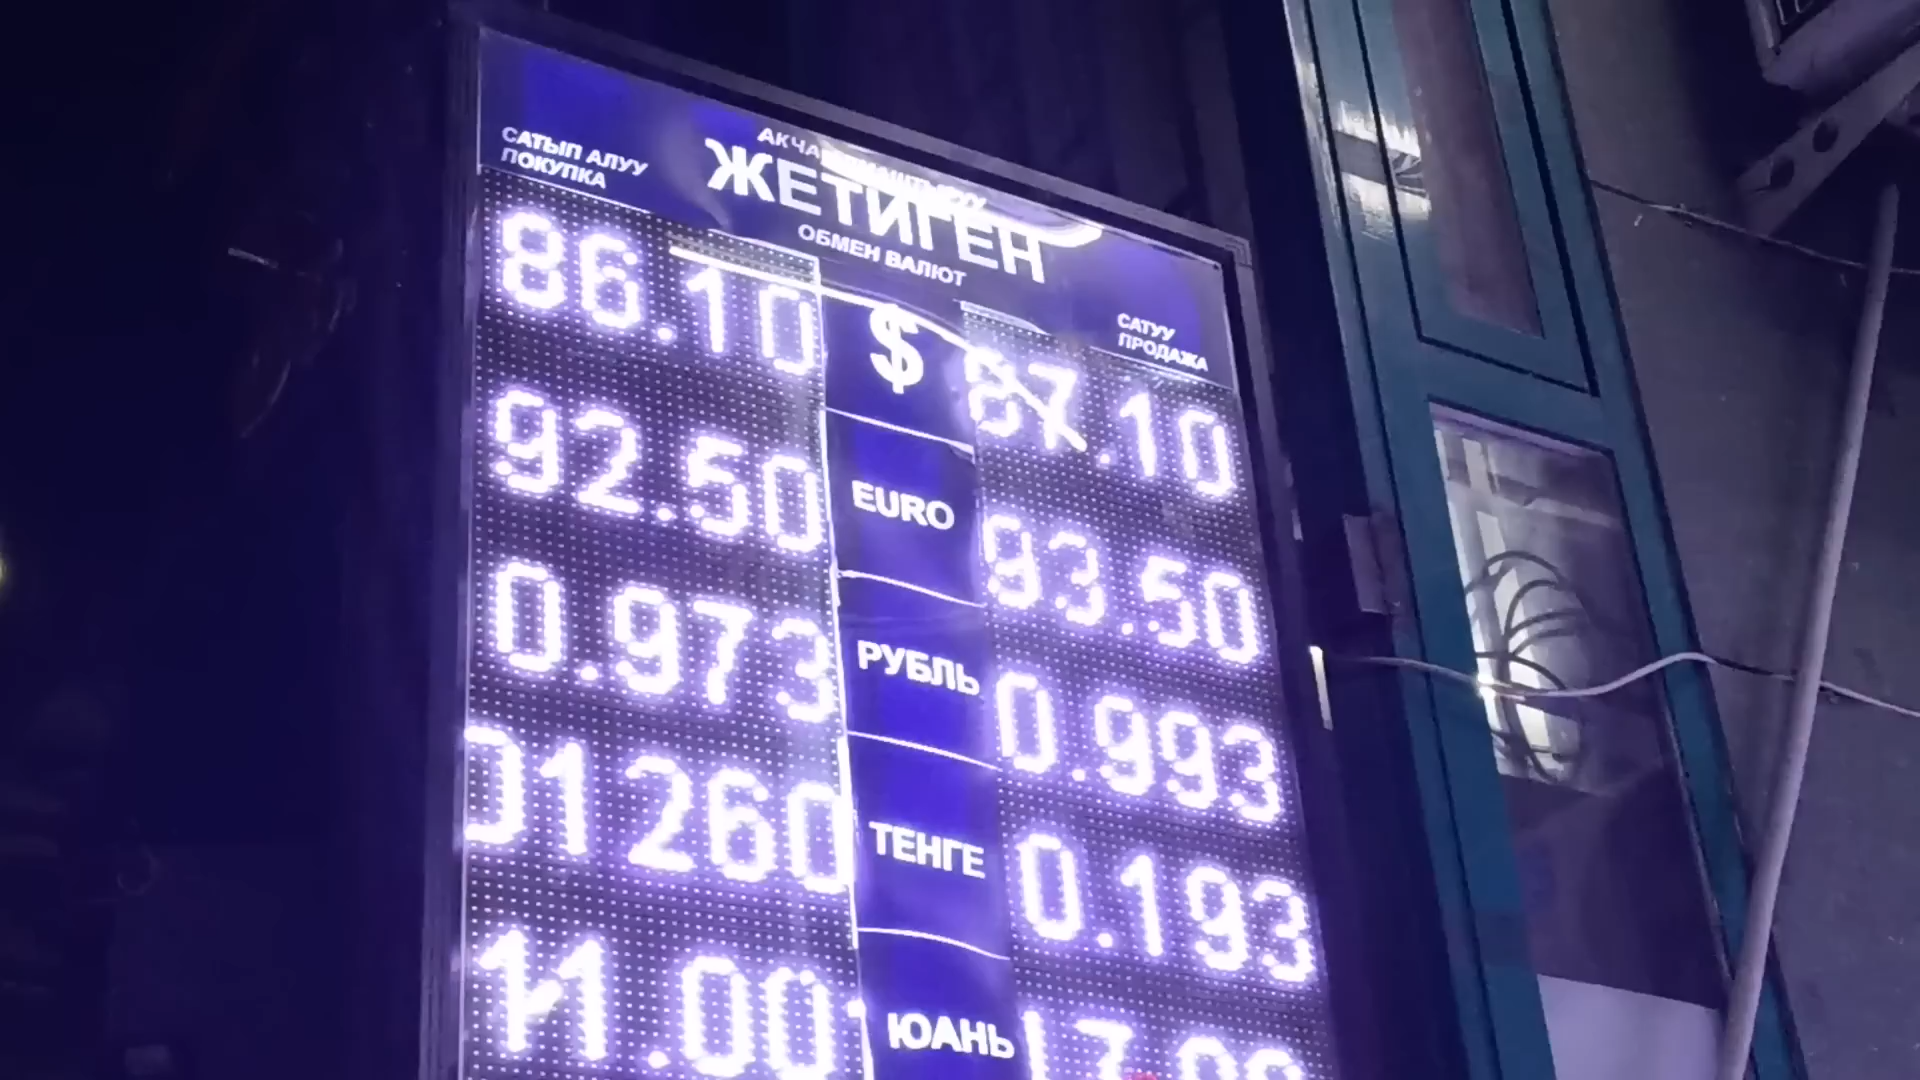 САТЫП АЛУУ
ПОКУПКА
ЖЕТИГЕН
ОБМЕН ВАЛЮТ
САТУУ
ПРОДАЖА
86.10 $ 87.10
92.50 EURO 93.50
0.973 РУБЛЬ 0.993
01260 ТЕНГЕ 0.193
11.00 ЮАНЬ